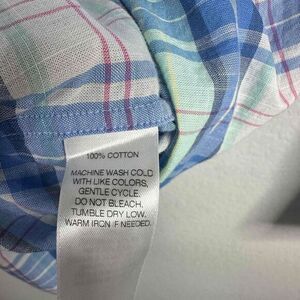 100% COTTON
MACHINE WASH COLD
WITH LIKE COLORS,
GENTLE CYCLE.
DO NOT BLEACH.
TUMBLE DRY LOW.
WARM IRON IF NEEDED.